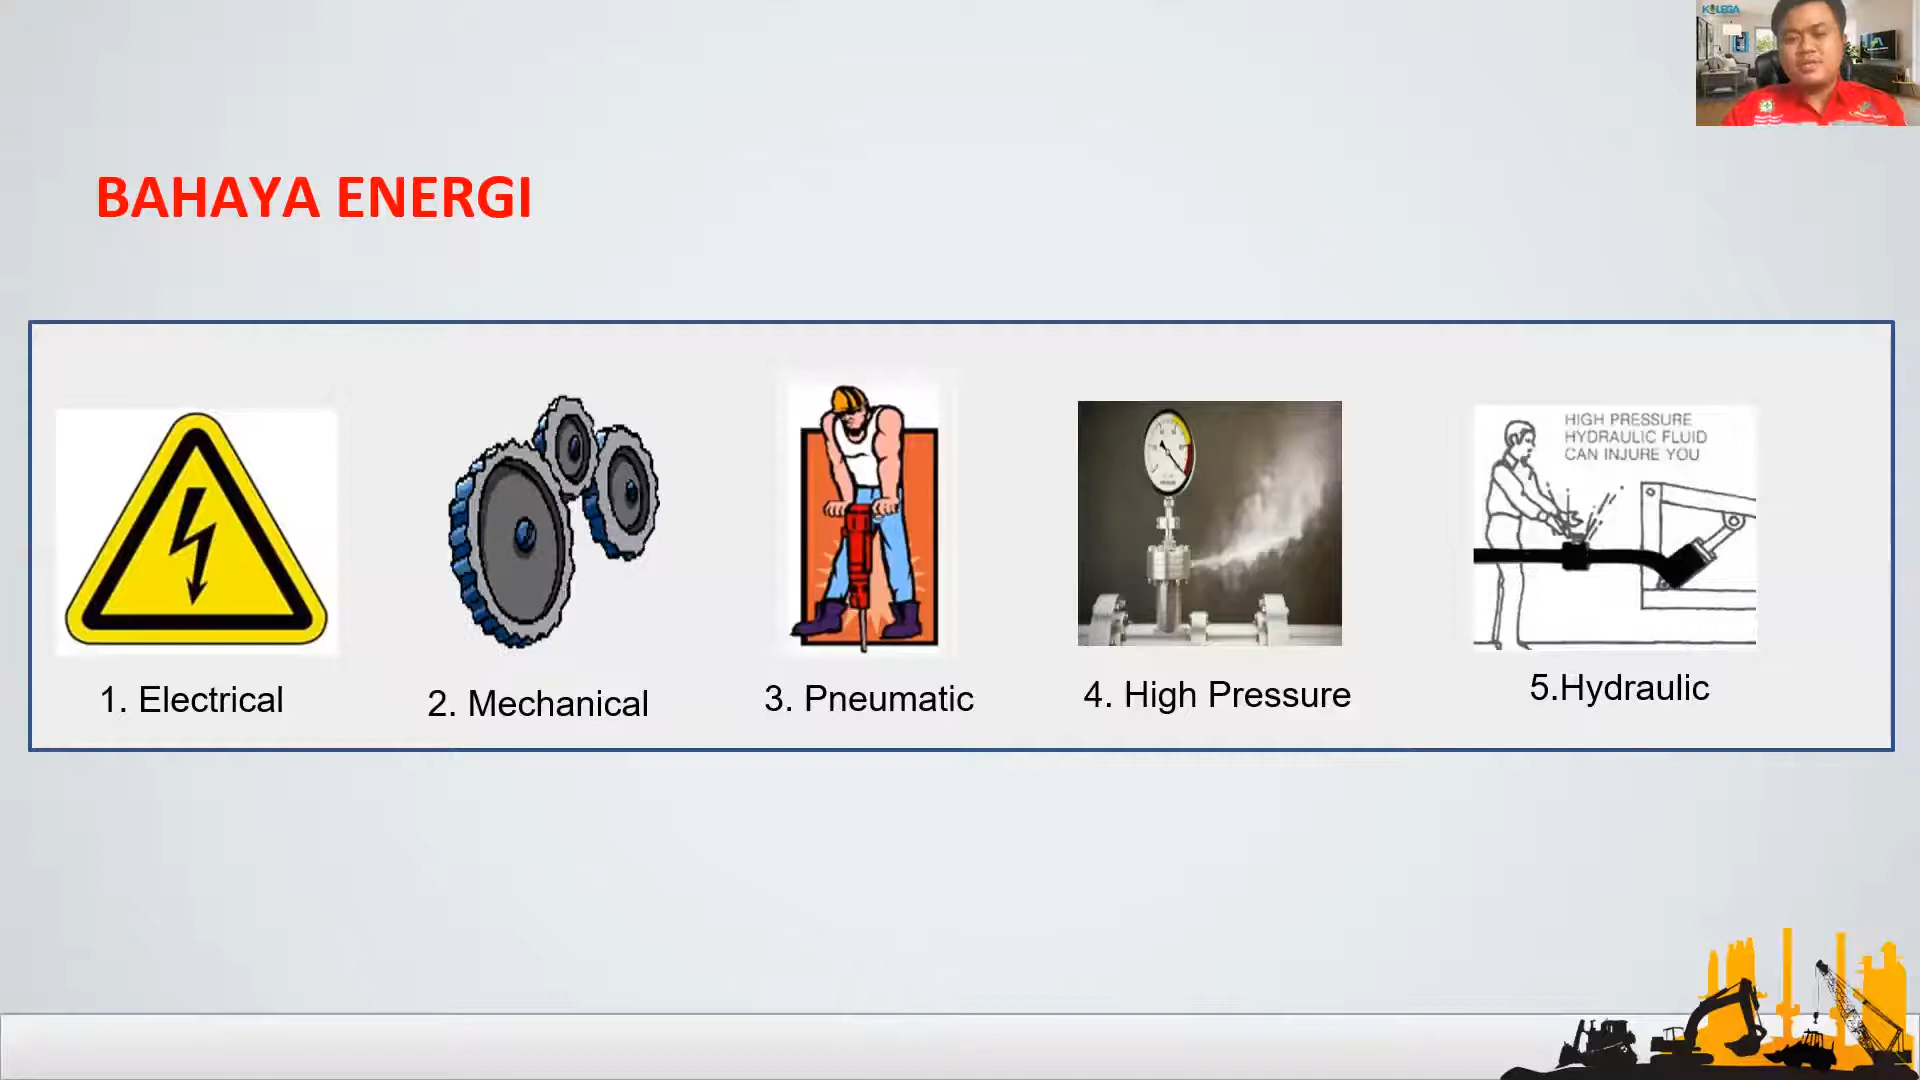 KOLEGA
BAHAYA ENERGI
HIGH PRESSURE
HYDRAULIC FLUID
CAN INJURE YOU
1. Electrical
2. Mechanical
3. Pneumatic
4. High Pressure
5.Hydraulic